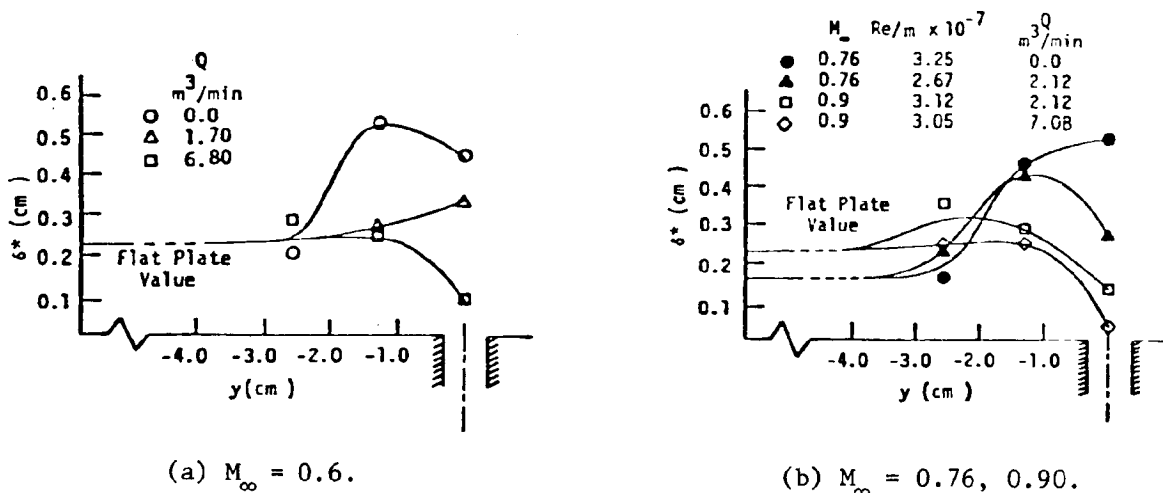 Q
m³/min
○ 0.0
△ 1.70
□ 6.80
0.6
0.5
0.4
0.3
0.2
0.1
δ* (cm)
Flat Plate
Value
-4.0 -3.0 -2.0 -1.0
y(cm)
(a) M∞ = 0.6.
M∞ Re/m x 10⁻⁷ Q m³/min
● 0.76 3.25 0.0
▲ 0.76 2.67 2.12
□ 0.9 3.12 2.12
◇ 0.9 3.05 7.08
0.6
0.5
0.4
0.3
0.2
0.1
δ* (cm)
Flat Plate
Value
-4.0 -3.0 -2.0 -1.0
y(cm)
(b) M∞ = 0.76, 0.90.